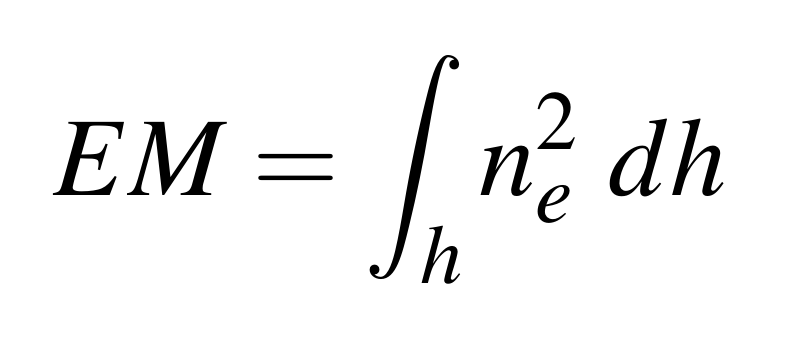 EM = ∫_h n_e^2 dh